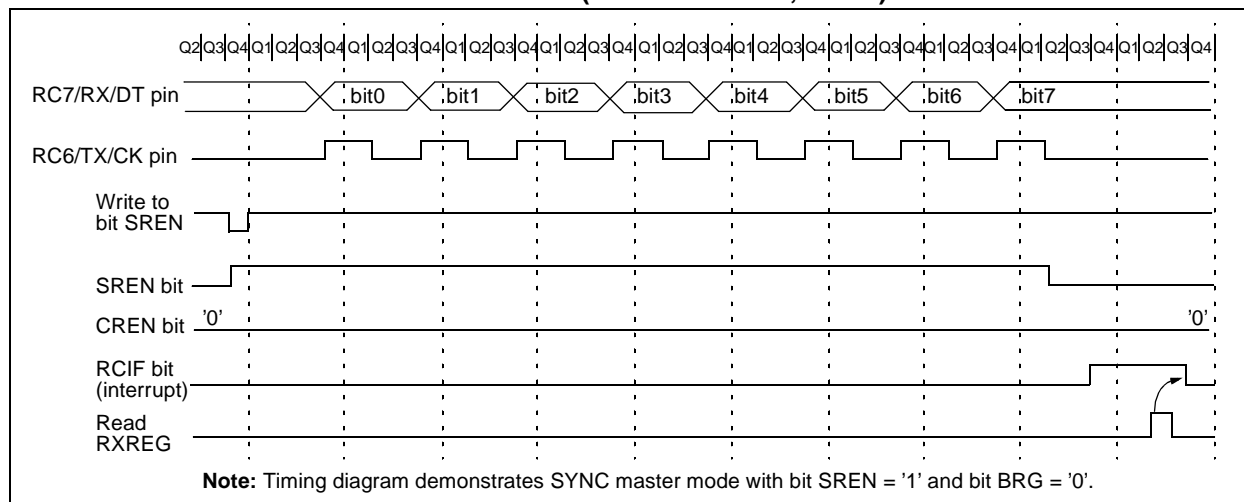 Q2 Q3 Q4 Q1 Q2 Q3 Q4 Q1 Q2 Q3 Q4 Q1 Q2 Q3 Q4 Q1 Q2 Q3 Q4 Q1 Q2 Q3 Q4 Q1 Q2 Q3 Q4 Q1 Q2 Q3 Q4 Q1 Q2 Q3 Q4 Q1 Q2 Q3 Q4 Q1 Q2 Q3 Q4
RC7/RX/DT pin bit0 bit1 bit2 bit3 bit4 bit5 bit6 bit7
RC6/TX/CK pin
Write to
bit SREN
SREN bit
CREN bit '0' '0'
RCIF bit
(interrupt)
Read
RXREG
Note: Timing diagram demonstrates SYNC master mode with bit SREN = '1' and bit BRG = '0'.